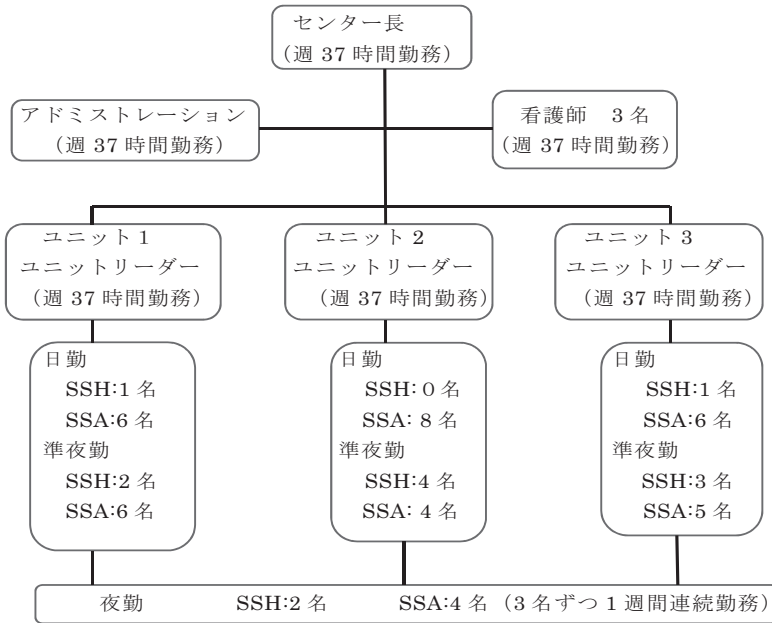 センター長
(週 37 時間勤務)
アドミストレーション
(週 37 時間勤務)
看護師　3 名
(週 37 時間勤務)
ユニット 1
ユニットリーダー
(週 37 時間勤務)
ユニット 2
ユニットリーダー
(週 37 時間勤務)
ユニット 3
ユニットリーダー
(週 37 時間勤務)
日勤
SSH:1 名
SSA:6 名
準夜勤
SSH:2 名
SSA:6 名
日勤
SSH:0 名
SSA: 8 名
準夜勤
SSH:4 名
SSA: 4 名
日勤
SSH:1 名
SSA:6 名
準夜勤
SSH:3 名
SSA:5 名
夜勤　SSH:2 名　SSA:4 名 (3 名ずつ 1 週間連続勤務)